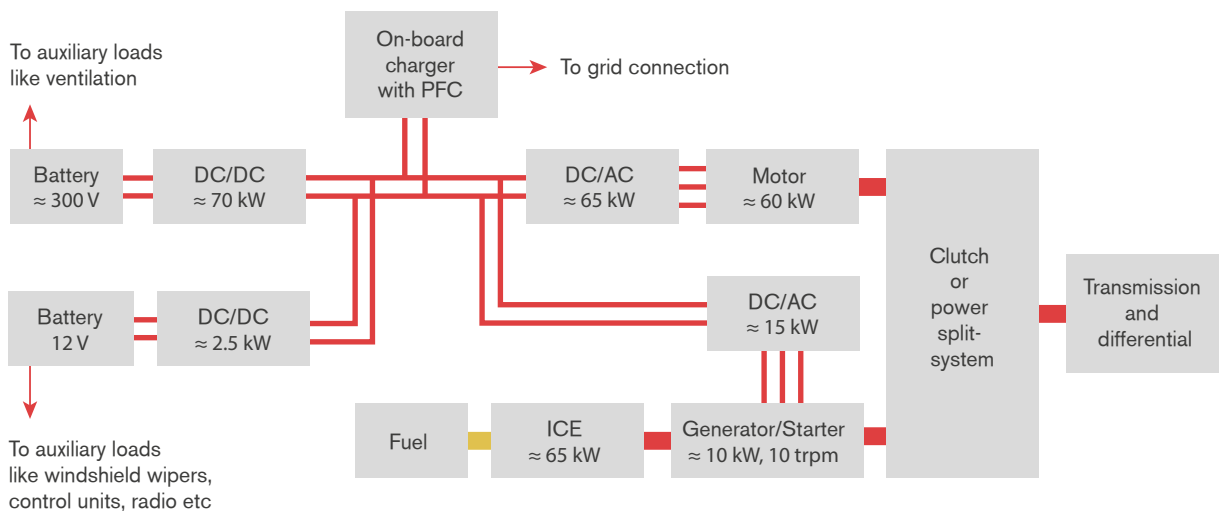 To auxiliary loads
like ventilation
On-board
charger
with PFC
To grid connection
Battery
≈ 300 V
DC/DC
≈ 70 kW
DC/AC
≈ 65 kW
Motor
≈ 60 kW
Clutch
or
power
split-
system
Transmission
and
differential
Battery
12 V
DC/DC
≈ 2.5 kW
DC/AC
≈ 15 kW
Fuel
ICE
≈ 65 kW
Generator/Starter
≈ 10 kW, 10 trpm
To auxiliary loads
like windshield wipers,
control units, radio etc